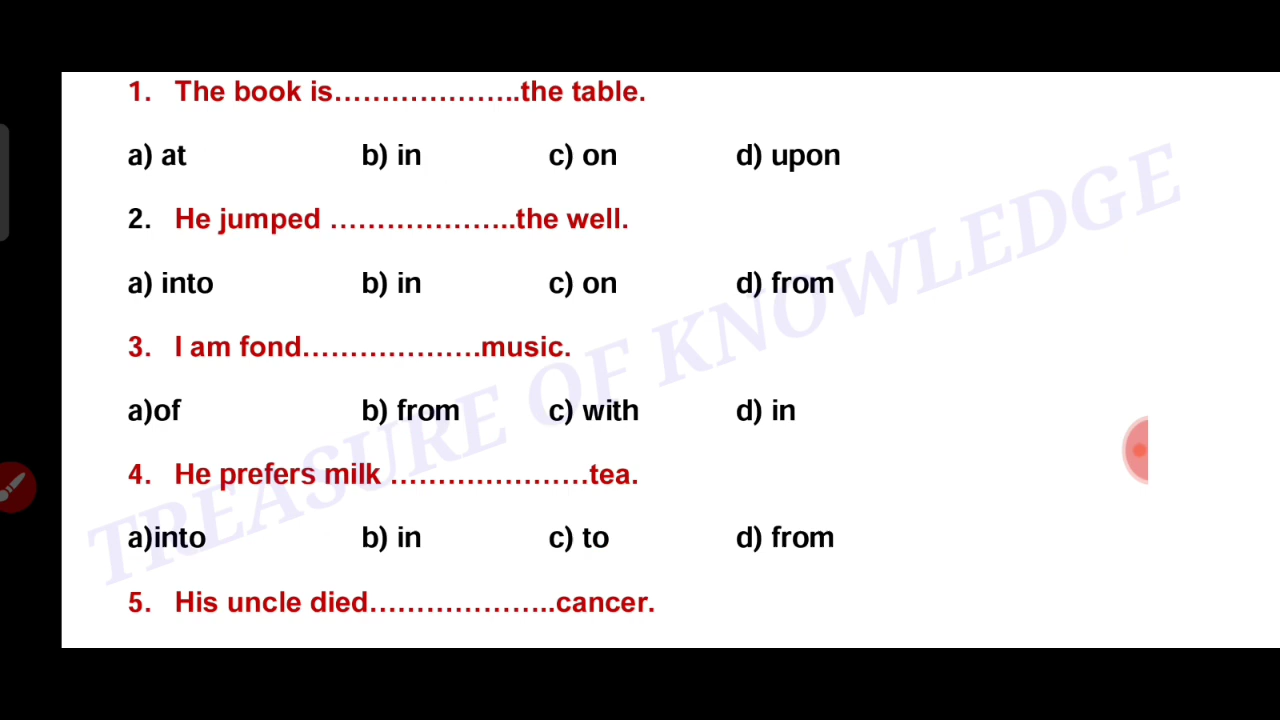 1. The book is………………….the table.
a) at b) in c) on d) upon
2. He jumped ………………..the well.
a) into b) in c) on d) from
3. I am fond……………….music.
a)of b) from c) with d) in
4. He prefers milk …………………tea.
a)into b) in c) to d) from
5. His uncle died………………..cancer.
TREASURE OF KNOWLEDGE